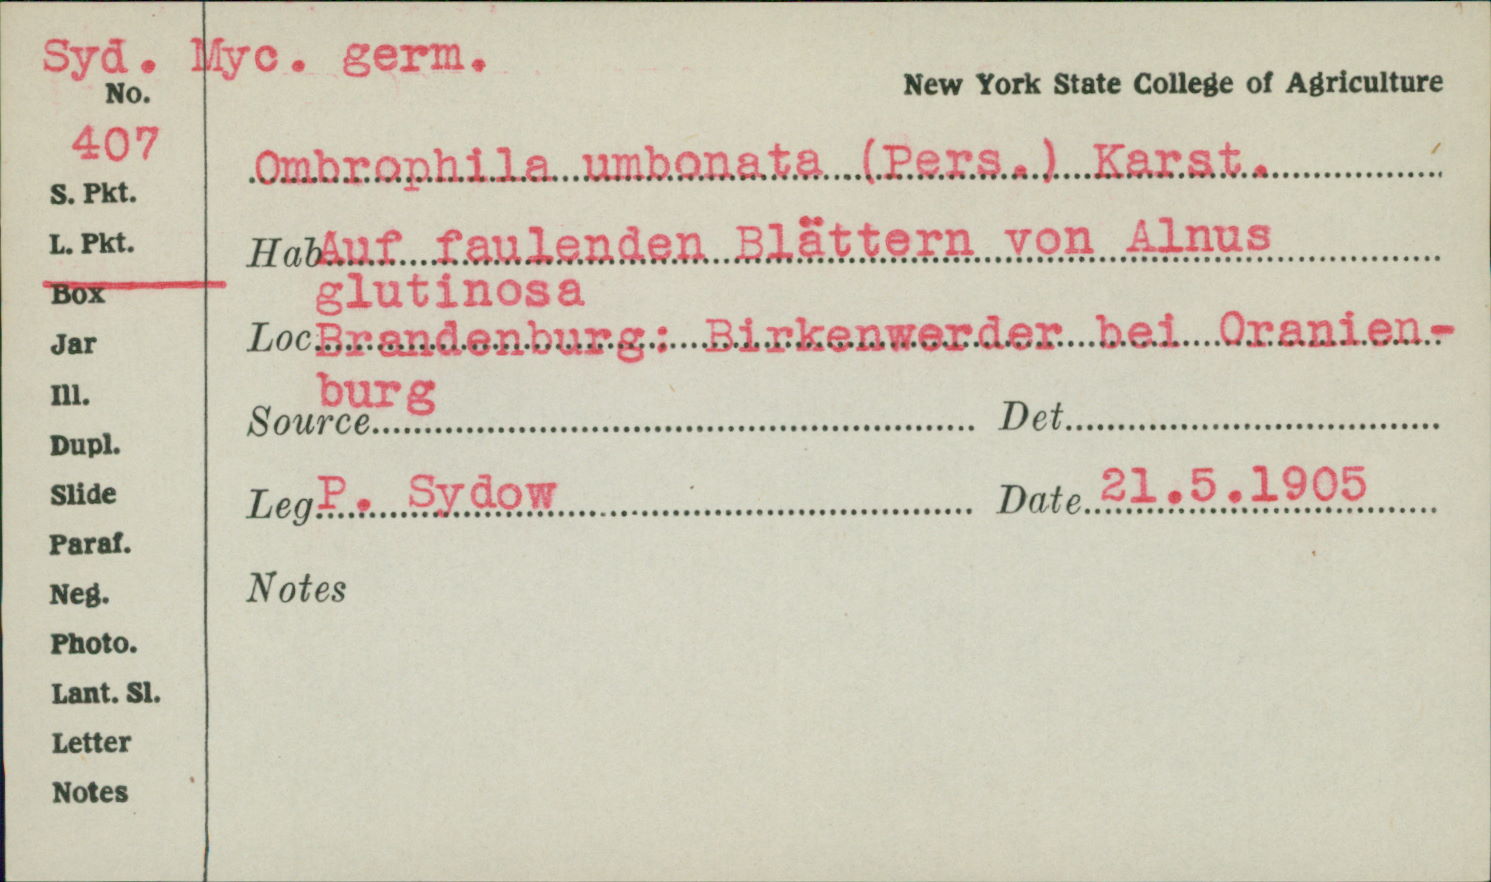 Syd. Myc. germ.
New York State College of Agriculture
No.
407
Ombrophila umbonata (Pers.) Karst.
S. Pkt.
L. Pkt.
Hab Auf faulenden Blättern von Alnus
glutinosa
Box
Loc. Brandenburg: Birkenwerder bei Oranien-
burg
Jar
Ill.
Source Det.
Dupl.
Slide
Leg. P. Sydow Date 21.5.1905
Paraf.
Neg.
Notes
Photo.
Lant. Sl.
Letter
Notes